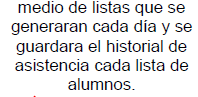 medio de listas que se
generaran cada día y se
guardara el historial de
asistencia cada lista de
alumnos.